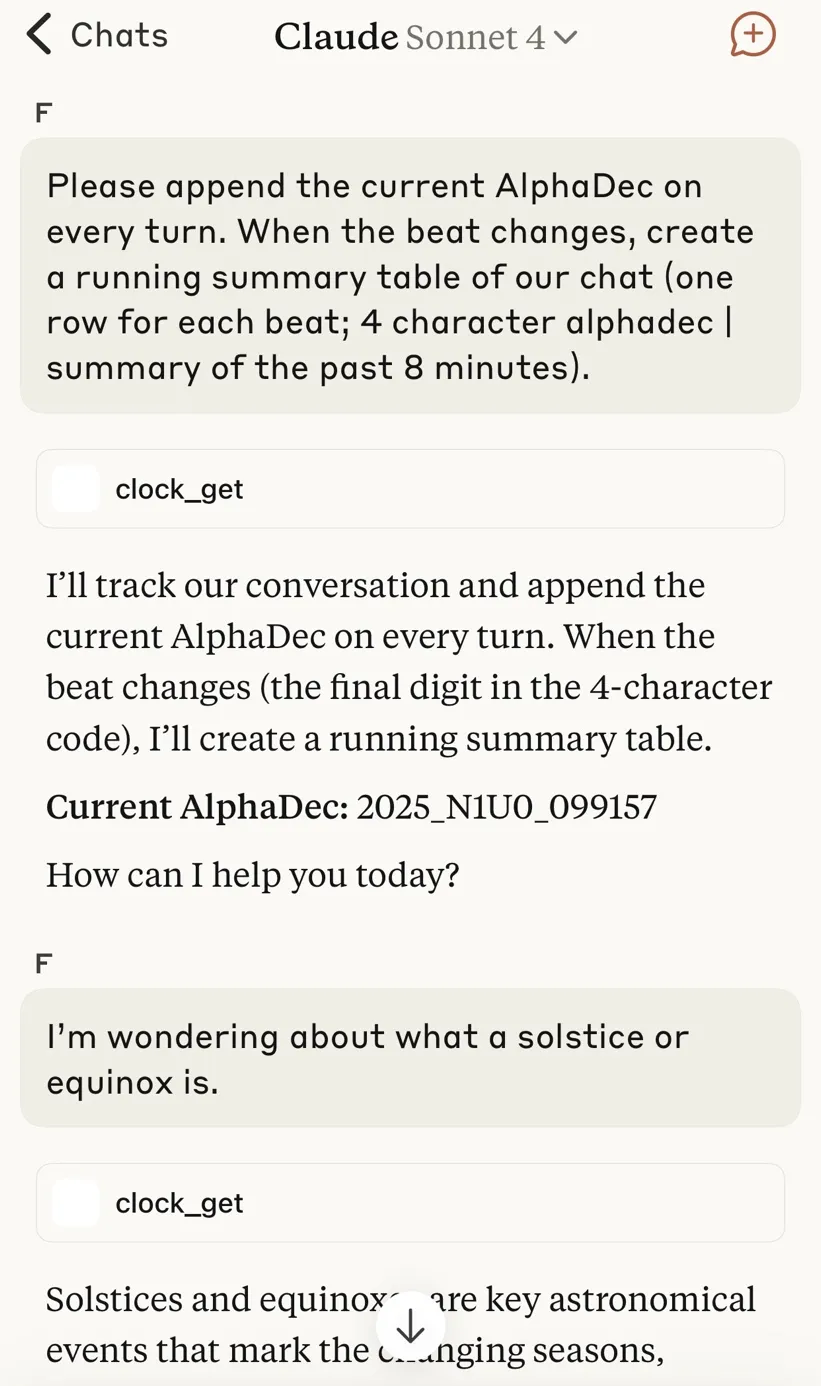 Chats
Claude Sonnet 4
F
Please append the current AlphaDec on
every turn. When the beat changes, create
a running summary table of our chat (one
row for each beat; 4 character alphadec |
summary of the past 8 minutes).
clock_get
I’ll track our conversation and append the
current AlphaDec on every turn. When the
beat changes (the final digit in the 4-character
code), I’ll create a running summary table.
Current AlphaDec: 2025_N1U0_099157
How can I help you today?
F
I’m wondering about what a solstice or
equinox is.
clock_get
Solstices and equinoxes are key astronomical
events that mark the changing seasons,